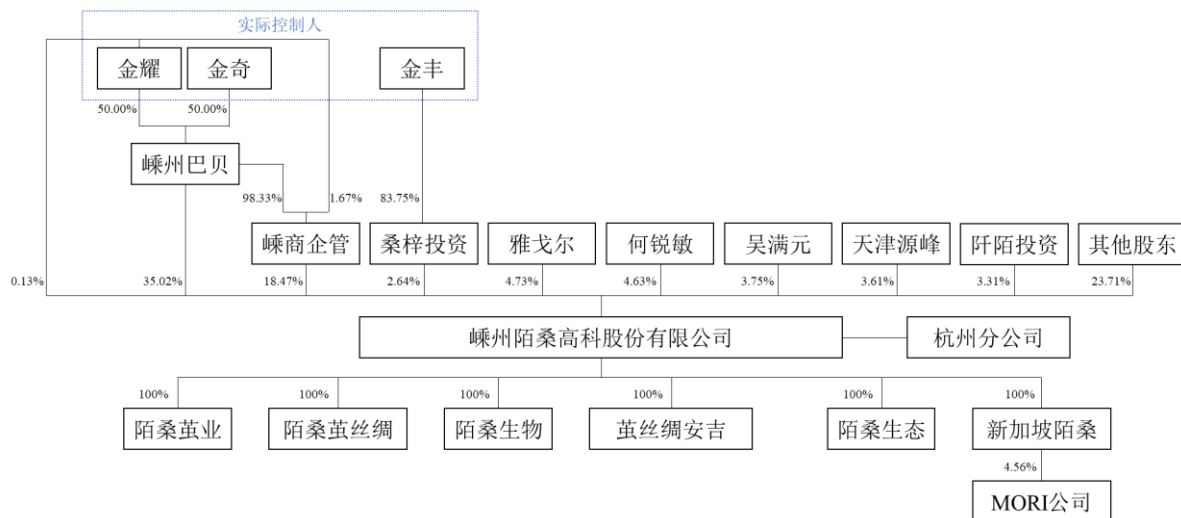 实际控制人
金耀
金奇
金丰
50.00%
50.00%
嵊州巴贝
98.33%
1.67%
83.75%
嵊商企管
桑梓投资
雅戈尔
何锐敏
吴满元
天津源峰
阡陌投资
其他股东
0.13%
35.02%
18.47%
2.64%
4.73%
4.63%
3.75%
3.61%
3.31%
23.71%
嵊州陌桑高科股份有限公司
杭州分公司
100%
100%
100%
100%
100%
100%
陌桑茧业
陌桑茧丝绸
陌桑生物
茧丝绸安吉
陌桑生态
新加坡陌桑
4.56%
MORI公司